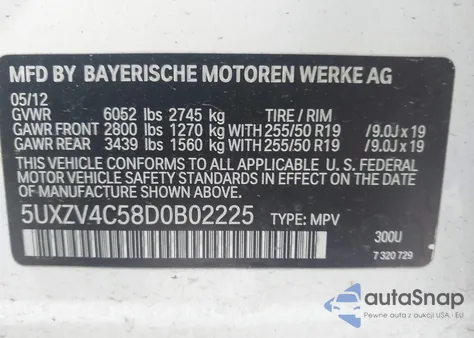 MFD BY BAYERISCHE MOTOREN WERKE AG
05/12
GVWR 6052 lbs 2745 kg TIRE / RIM
GAWR FRONT 2800 lbs 1270 kg WITH 255/50 R19 /9.0J x 19
GAWR REAR 3439 lbs 1560 kg WITH 255/50 R19 /9.0J x 19
THIS VEHICLE CONFORMS TO ALL APPLICABLE U. S. FEDERAL
MOTOR VEHICLE SAFETY STANDARDS IN EFFECT ON THE DATE
OF MANUFACTURE SHOWN ABOVE.
5UXZV4C58D0B02225 TYPE: MPV
300U
7 320 729
autoSnap
Pewne auta z aukcji USA i EU